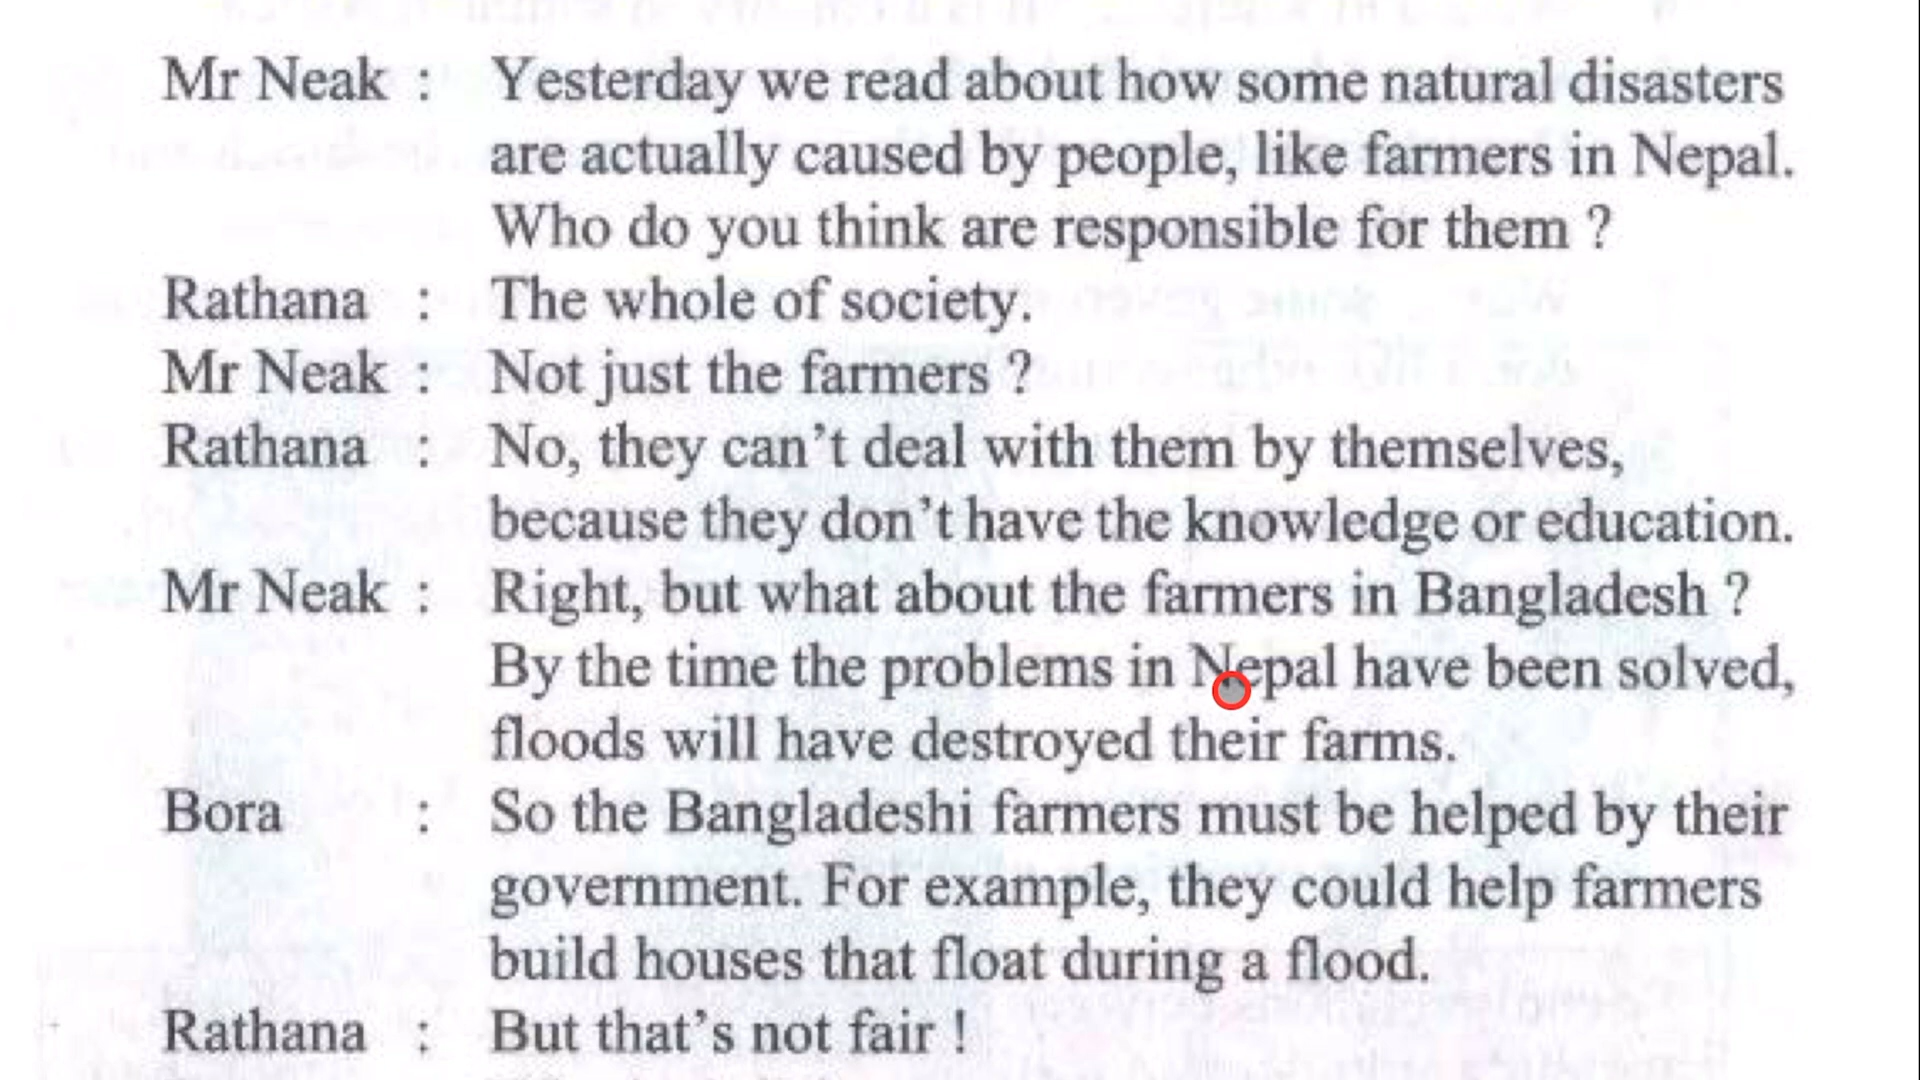 Mr Neak : Yesterday we read about how some natural disasters
are actually caused by people, like farmers in Nepal.
Who do you think are responsible for them ?
Rathana : The whole of society.
Mr Neak : Not just the farmers ?
Rathana : No, they can't deal with them by themselves,
because they don't have the knowledge or education.
Mr Neak : Right, but what about the farmers in Bangladesh ?
By the time the problems in Nepal have been solved,
floods will have destroyed their farms.
Bora : So the Bangladeshi farmers must be helped by their
government. For example, they could help farmers
build houses that float during a flood.
Rathana : But that's not fair !